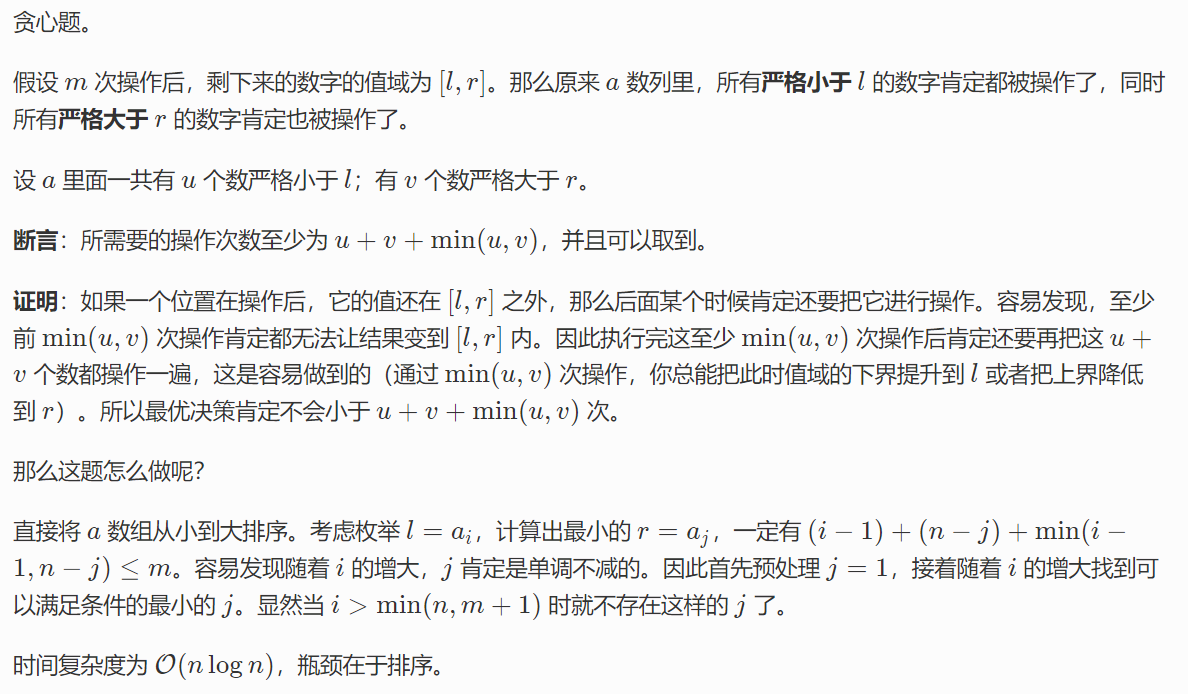 贪心题。
假设 m 次操作后，剩下来的数字的值域为 [l, r]。那么原来 a 数列里，所有严格小于 l 的数字肯定都被操作了，同时
所有严格大于 r 的数字肯定也被操作了。
设 a 里面一共有 u 个数严格小于 l；有 v 个数严格大于 r。
断言：所需要的操作次数至少为 u + v + min(u, v)，并且可以取到。
证明：如果一个位置在操作后，它的值还在 [l, r] 之外，那么后面某个时候肯定还要把它进行操作。容易发现，至少
前 min(u, v) 次操作肯定都无法让结果变到 [l, r] 内。因此执行完这至少 min(u, v) 次操作后肯定还要再把这 u +
v 个数都操作一遍，这是容易做到的（通过 min(u, v) 次操作，你总能把此时值域的下界提升到 l 或者把上界降低
到 r）。所以最优决策肯定不会小于 u + v + min(u, v) 次。
那么这题怎么做呢？
直接将 a 数组从小到大排序。考虑枚举 l = a_i，计算出最小的 r = a_j，一定有 (i − 1) + (n − j) + min(i −
1, n − j) ≤ m。容易发现随着 i 的增大，j 肯定是单调不减的。因此首先预处理 j = 1，接着随着 i 的增大找到可
以满足条件的最小的 j。显然当 i > min(n, m + 1) 时就不存在这样的 j 了。
时间复杂度为 O(n log n)，瓶颈在于排序。